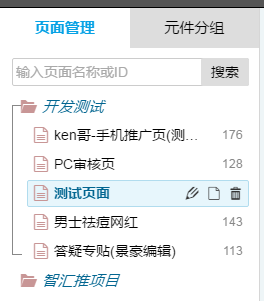 页面管理 元件分组
输入页面名称或ID 搜索
开发测试
ken哥-手机推广页(测... 176
PC审核页 128
测试页面
男士祛痘网红 143
答疑专贴(景豪编辑) 113
智汇推项目